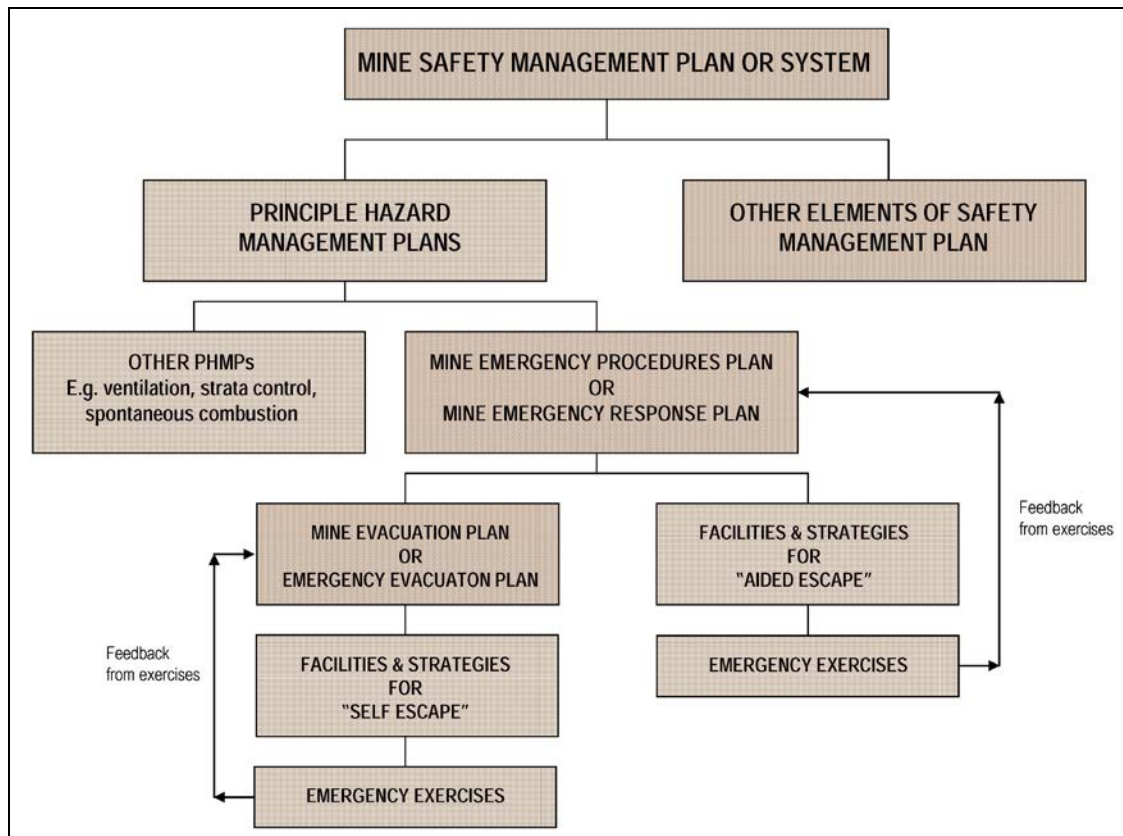 MINE SAFETY MANAGEMENT PLAN OR SYSTEM
PRINCIPLE HAZARD
MANAGEMENT PLANS
OTHER ELEMENTS OF SAFETY
MANAGEMENT PLAN
OTHER PHMPs
E.g. ventilation, strata control,
spontaneous combustion
MINE EMERGENCY PROCEDURES PLAN
OR
MINE EMERGENCY RESPONSE PLAN
MINE EVACUATION PLAN
OR
EMERGENCY EVACUATON PLAN
FACILITIES & STRATEGIES
FOR
“AIDED ESCAPE”
Feedback
from exercises
Feedback
from exercises
FACILITIES & STRATEGIES
FOR
“SELF ESCAPE”
EMERGENCY EXERCISES
EMERGENCY EXERCISES